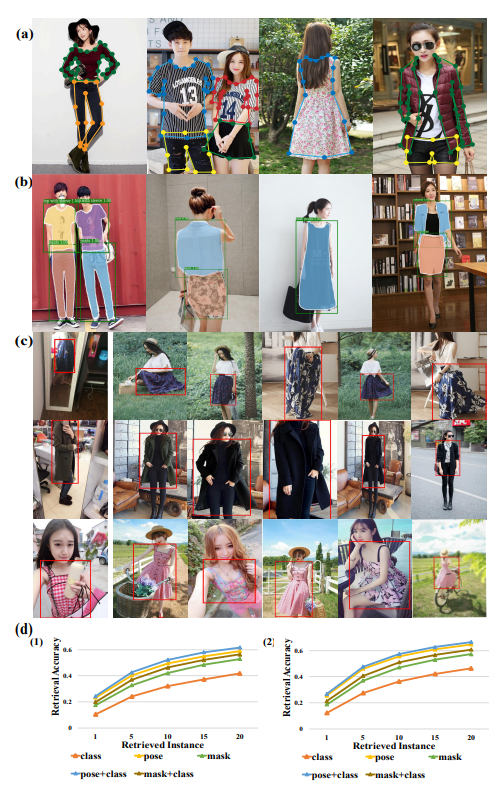 (a)
13
14
(b)
(c)
(d)
(1)
(2)
Retrieval Accuracy
0.6
0.4
0.2
0
1
5
10
15
20
Retrieved Instance
class
pose
mask
pose+class
mask+class
Retrieval Accuracy
0.6
0.4
0.2
0
1
5
10
15
20
Retrieved Instance
class
pose
mask
pose+class
mask+class